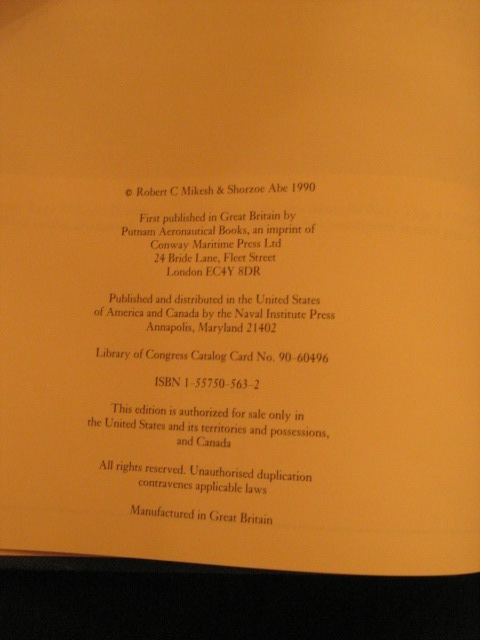 © Robert C Mikesh & Shorzoe Abe 1990
First published in Great Britain by
Putnam Aeronautical Books, an imprint of
Conway Maritime Press Ltd
24 Bride Lane, Fleet Street
London EC4Y 8DR
Published and distributed in the United States
of America and Canada by the Naval Institute Press
Annapolis, Maryland 21402
Library of Congress Catalog Card No. 90-60496
ISBN 1-55750-563-2
This edition is authorized for sale only in
the United States and its territories and possessions,
and Canada
All rights reserved. Unauthorised duplication
contravenes applicable laws
Manufactured in Great Britain